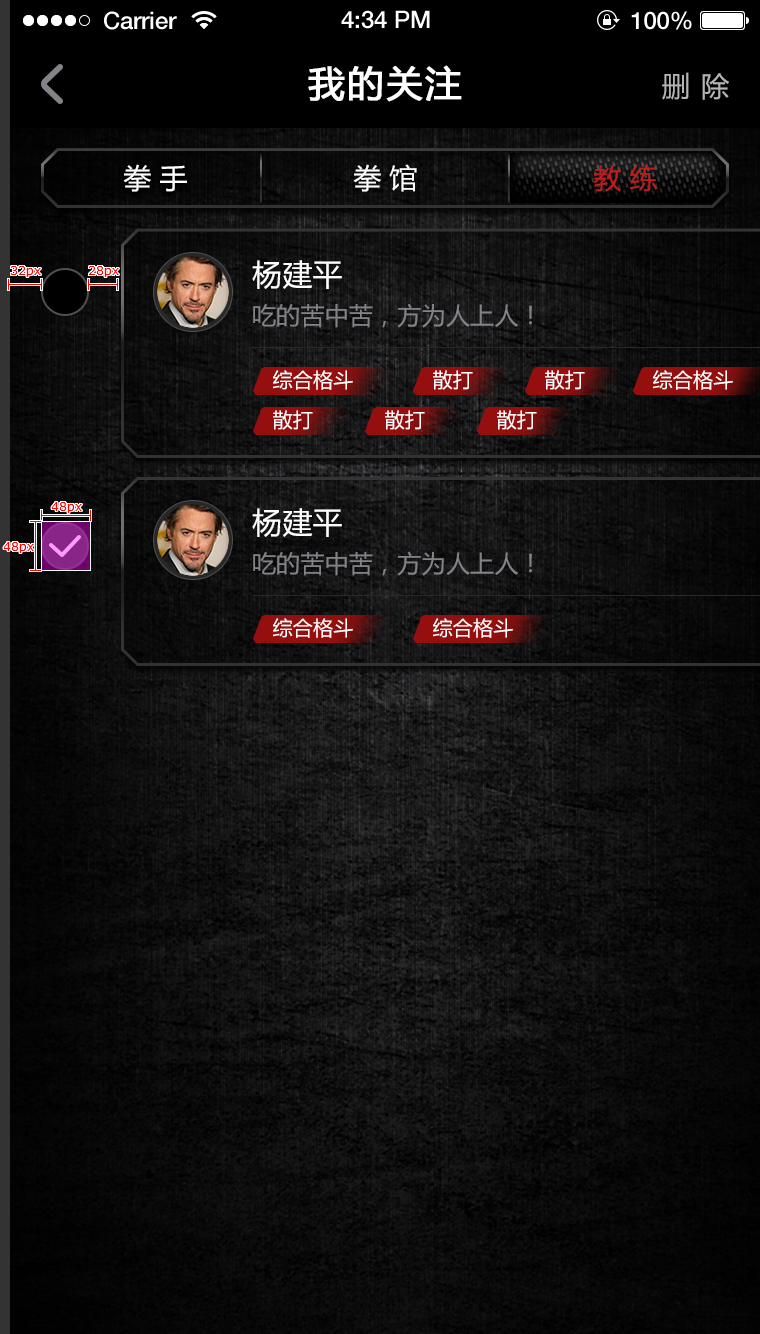 Carrier 4:34 PM 100%
我的关注 删 除
拳 手 拳 馆 教 练
32px 28px
杨建平
吃的苦中苦，方为人上人！
综合格斗 散打 散打 综合格斗
散打 散打 散打
48px
48px
杨建平
吃的苦中苦，方为人上人！
综合格斗 综合格斗